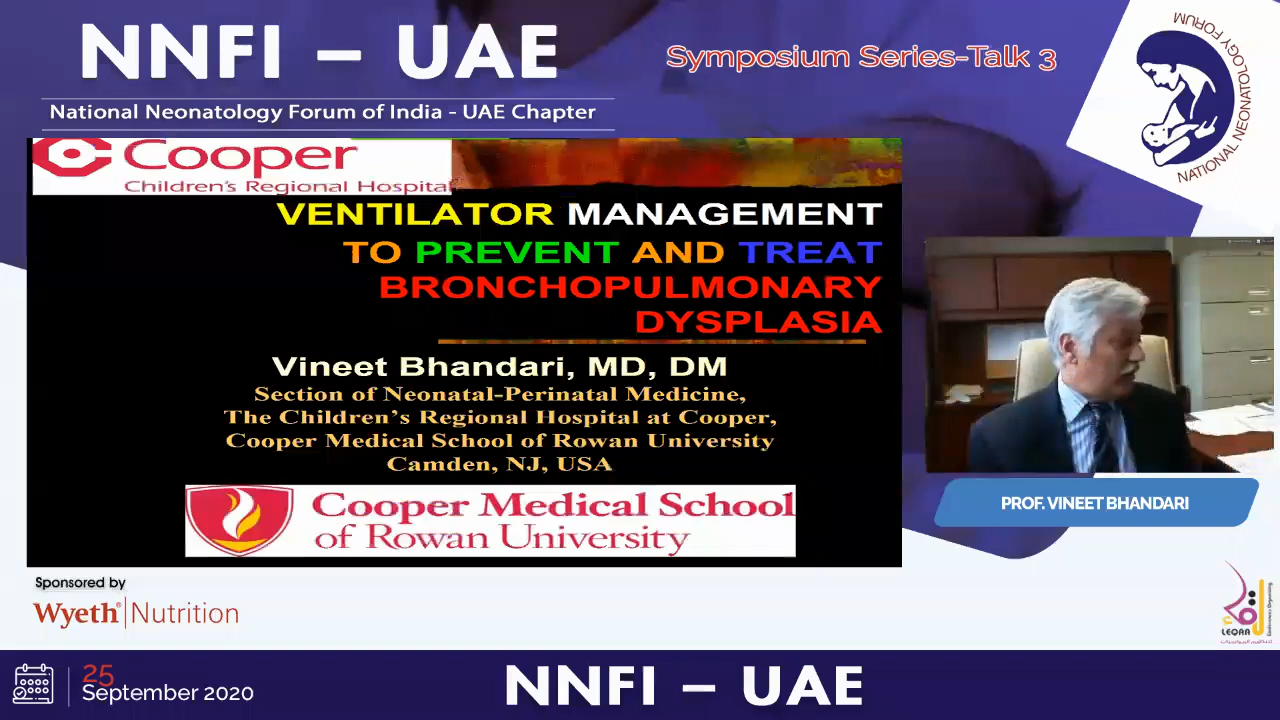 NNFI – UAE
National Neonatology Forum of India - UAE Chapter
Symposium Series-Talk 3
NATIONAL NEONATOLOGY FORUM
Cooper
Children's Regional Hospital
VENTILATOR MANAGEMENT
TO PREVENT AND TREAT
BRONCHOPULMONARY
DYSPLASIA
Vineet Bhandari, MD, DM
Section of Neonatal-Perinatal Medicine,
The Children's Regional Hospital at Cooper,
Cooper Medical School of Rowan University
Camden, NJ, USA
Cooper Medical School
of Rowan University
PROF. VINEET BHANDARI
Sponsored by
Wyeth® Nutrition
LEQAA
25
September 2020
NNFI – UAE